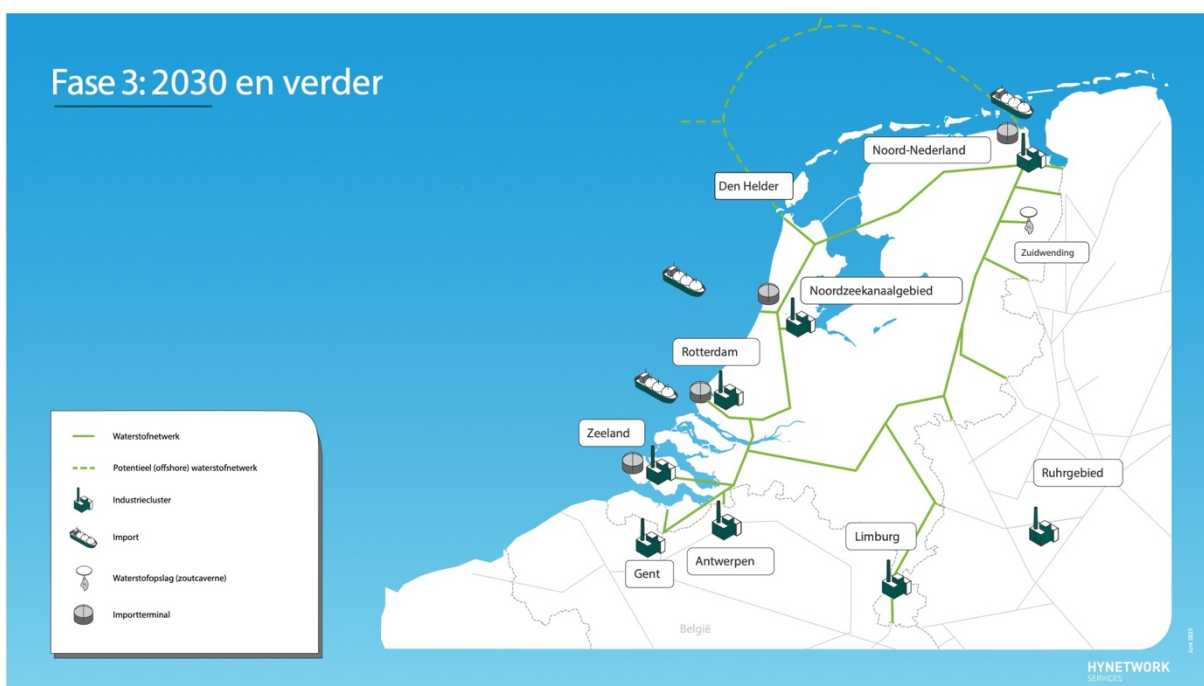 Fase 3: 2030 en verder
Noord-Nederland
Den Helder
Zuidwending
Noordzeekanaalgebied
Rotterdam
Zeeland
Ruhrgebied
Limburg
Antwerpen
Gent
België
Waterstofnetwerk
Potentieel (offshore) waterstofnetwerk
Industriecluster
Import
Waterstofopslag (zoutcaverne)
Importterminal
HYNETWORK
SERVICES